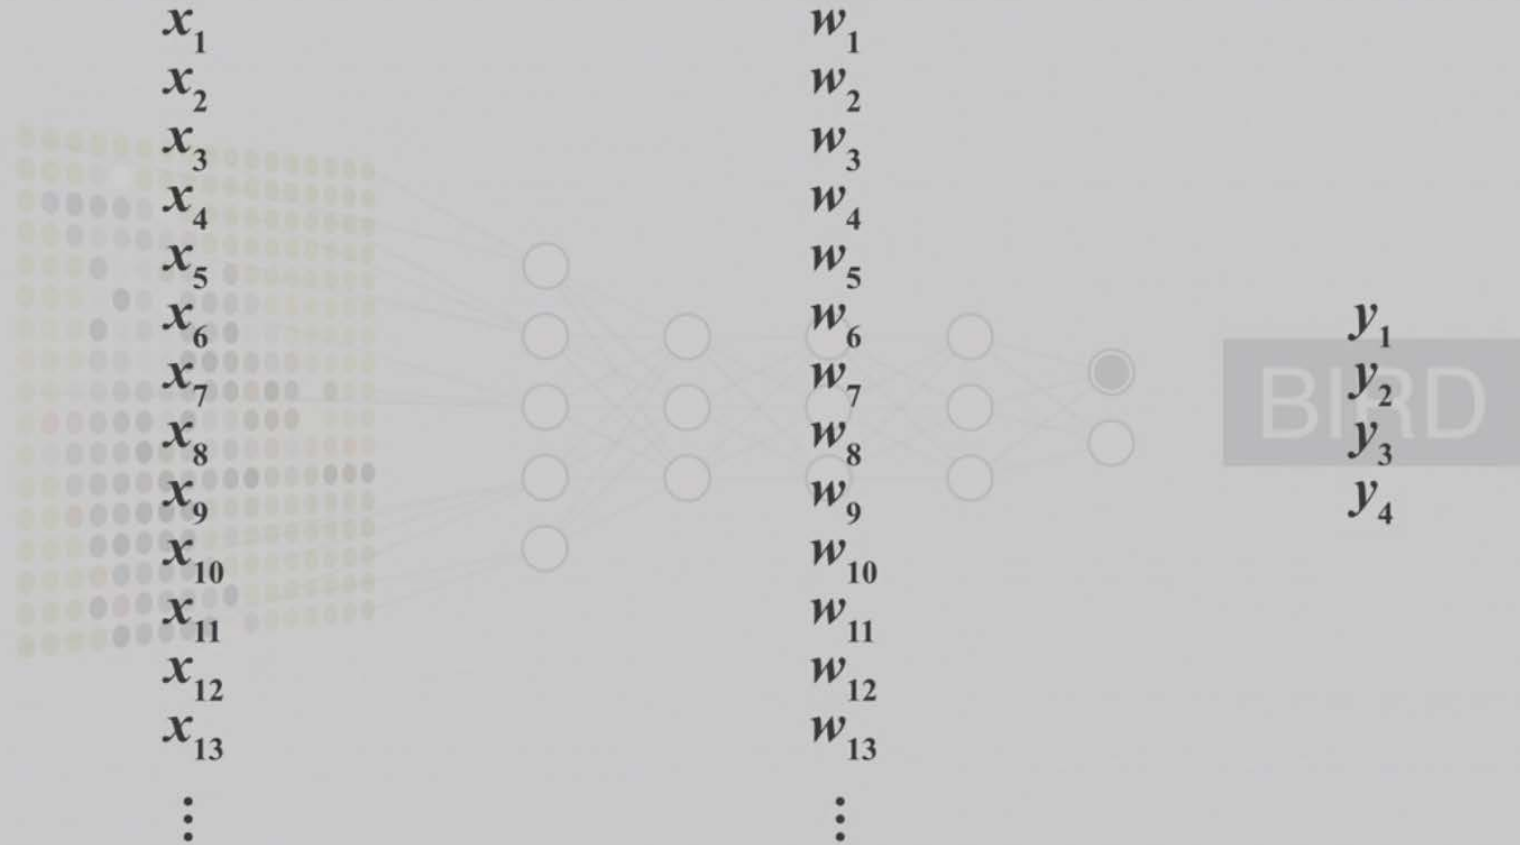 x₁ w₁
x₂ w₂
x₃ w₃
x₄ w₄
x₅ w₅
x₆ w₆ y₁
x₇ w₇ y₂
BIRD
x₈ w₈ y₃
x₉ w₉ y₄
x₁₀ w₁₀
x₁₁ w₁₁
x₁₂ w₁₂
x₁₃ w₁₃
⋮ ⋮